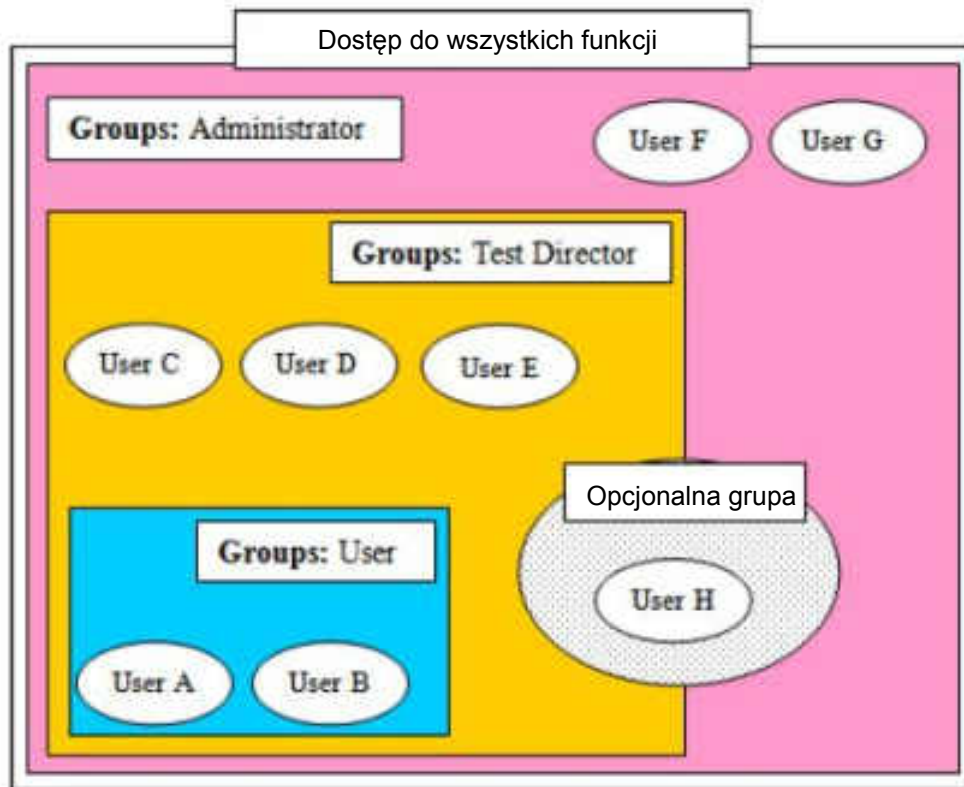 Dostęp do wszystkich funkcji
Groups: Administrator
User F
User G
Groups: Test Director
User C
User D
User E
Opcjonalna grupa
Groups: User
User H
User A
User B